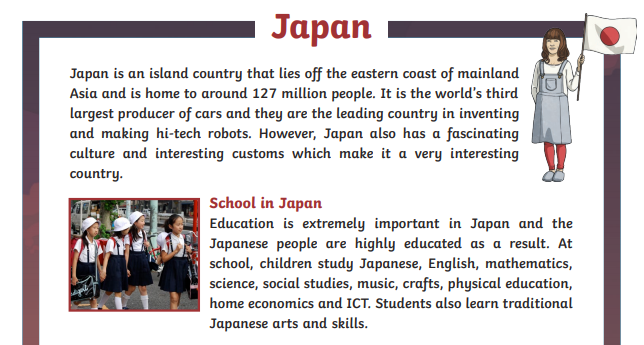 Japan
Japan is an island country that lies off the eastern coast of mainland
Asia and is home to around 127 million people. It is the world's third
largest producer of cars and they are the leading country in inventing
and making hi-tech robots. However, Japan also has a fascinating
culture and interesting customs which make it a very interesting
country.
School in Japan
Education is extremely important in Japan and the
Japanese people are highly educated as a result. At
school, children study Japanese, English, mathematics,
science, social studies, music, crafts, physical education,
home economics and ICT. Students also learn traditional
Japanese arts and skills.